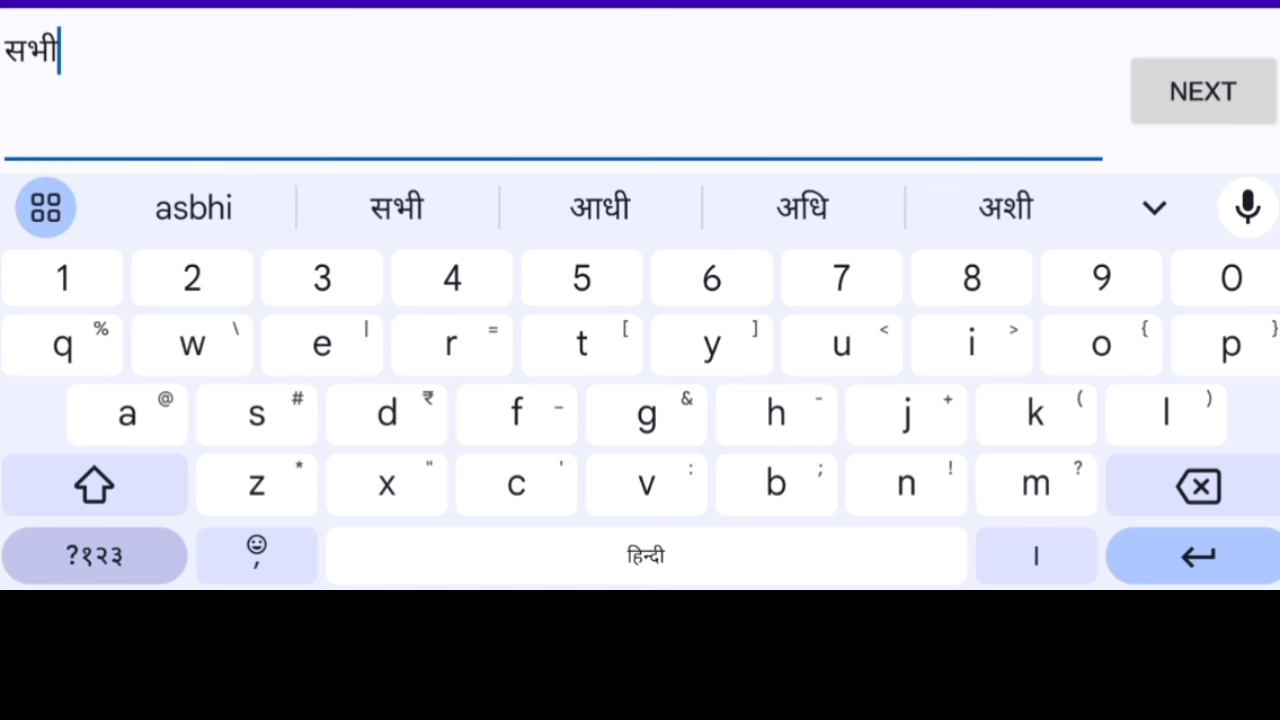 सभी
NEXT
asbhi सभी आधी अधि अशी
1 2 3 4 5 6 7 8 9 0
q % w \ e | r = t [ y ] u < i > o { p }
a @ s # d ₹ f _ g & h - j + k ( l )
z * x " c ' v : b ; n ! m ?
?१२३ , हिन्दी ।